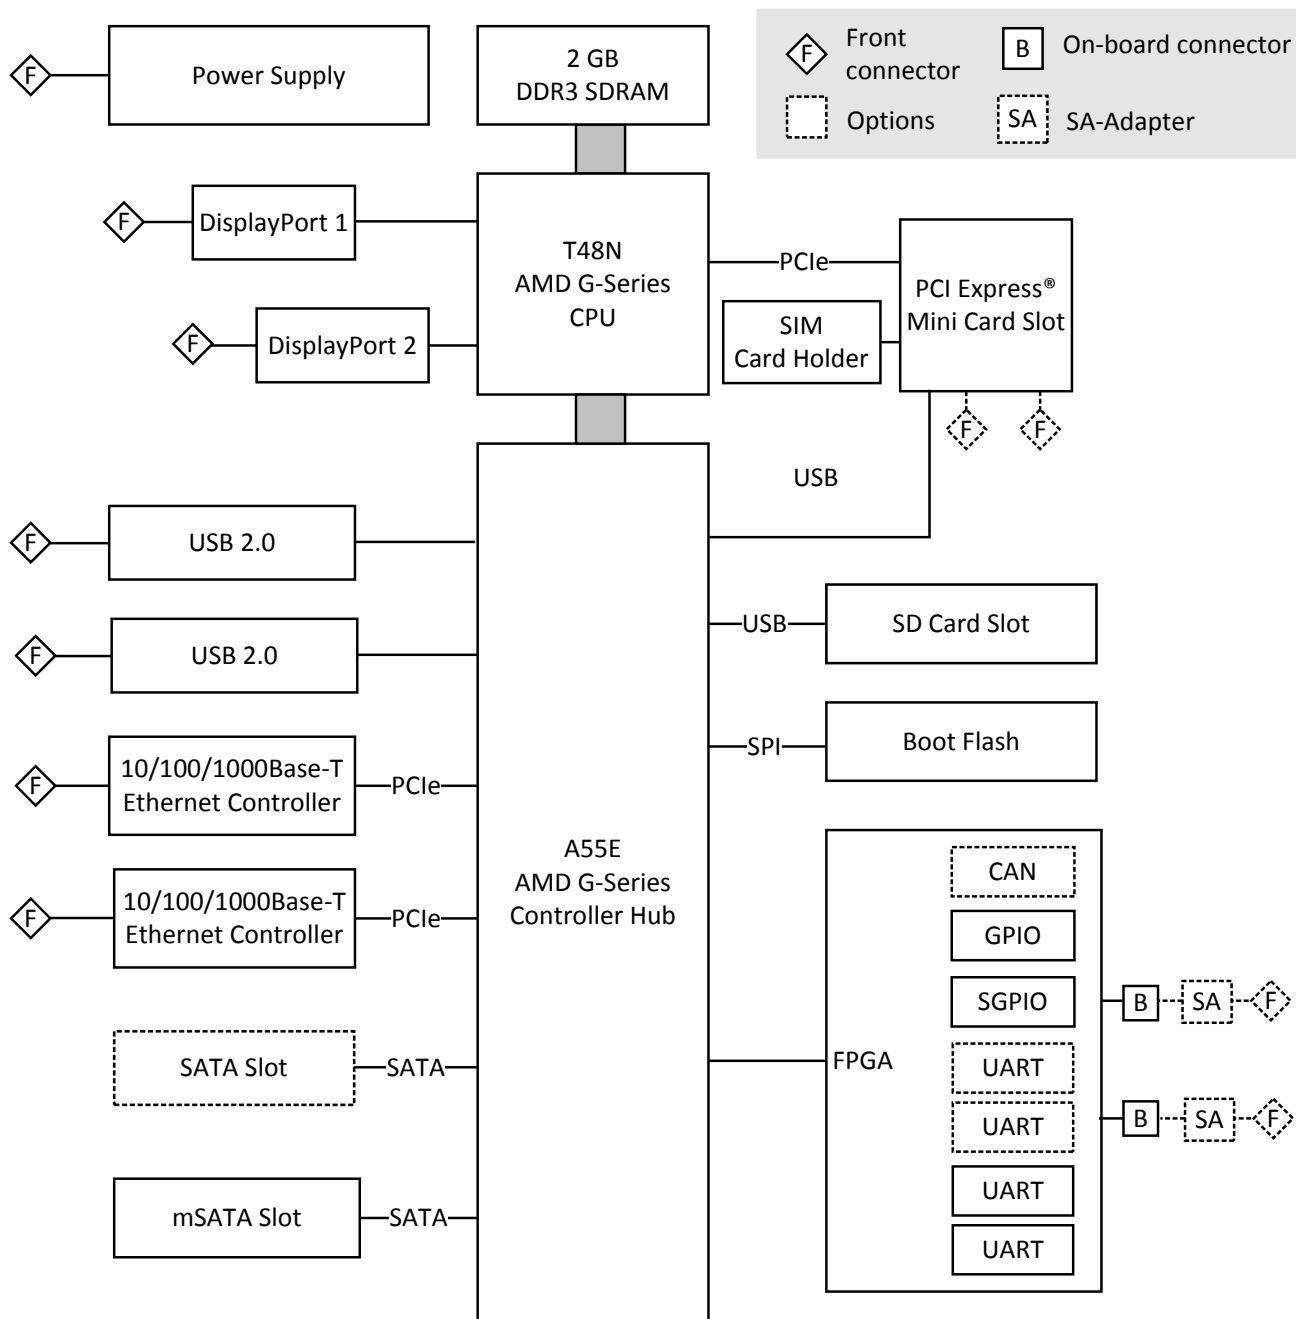 F
Power Supply
2 GB
DDR3 SDRAM
F
Front
connector
B
On-board connector
Options
SA
SA-Adapter
F
DisplayPort 1
F
DisplayPort 2
T48N
AMD G-Series
CPU
PCIe
SIM
Card Holder
PCI Express®
Mini Card Slot
F
F
USB
F
USB 2.0
F
USB 2.0
USB
SD Card Slot
SPI
Boot Flash
F
10/100/1000Base-T
Ethernet Controller
PCIe
F
10/100/1000Base-T
Ethernet Controller
PCIe
A55E
AMD G-Series
Controller Hub
SATA Slot
SATA
mSATA Slot
SATA
FPGA
CAN
GPIO
SGPIO
UART
UART
UART
UART
B
SA
F
B
SA
F